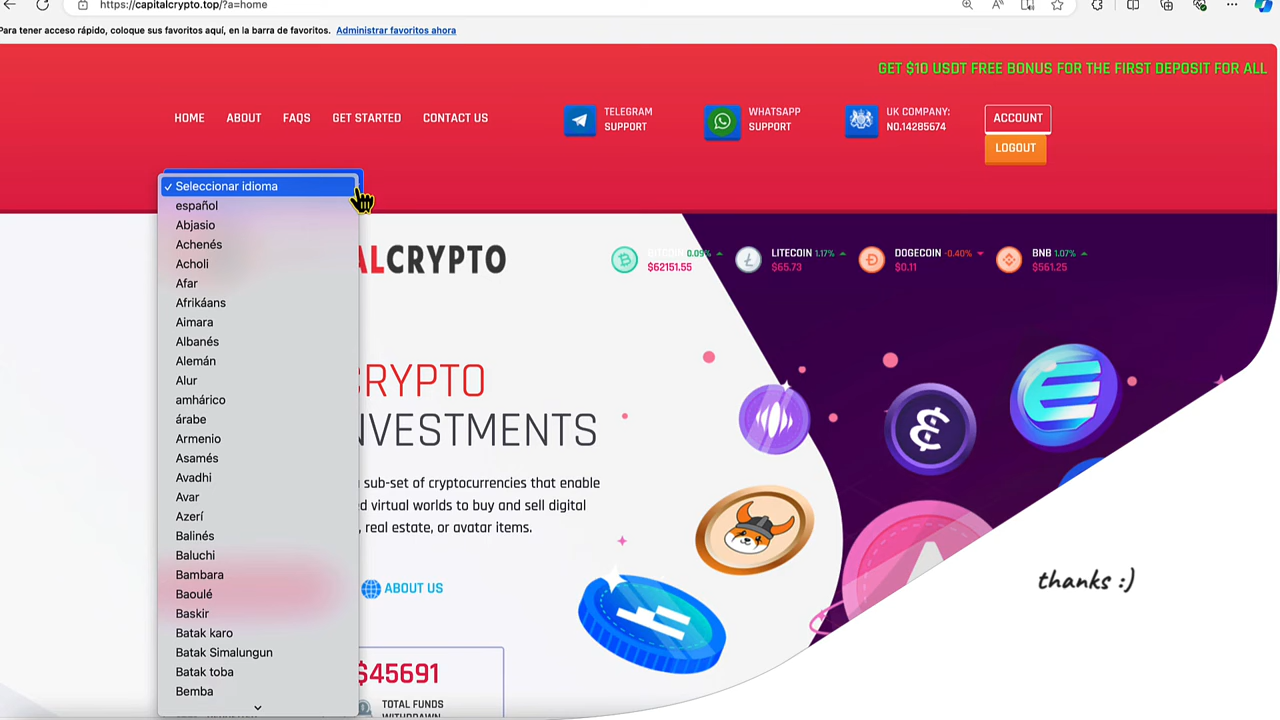 https://capitalcrypto.top/?a=home
Para tener acceso rápido, coloque sus favoritos aquí, en la barra de favoritos. Administrar favoritos ahora
GET $10 USDT FREE BONUS FOR THE FIRST DEPOSIT FOR ALL
HOME ABOUT FAQS GET STARTED CONTACT US
TELEGRAM
SUPPORT
WHATSAPP
SUPPORT
UK COMPANY:
NO.14285674
ACCOUNT
LOGOUT
✓ Seleccionar idioma
español
Abjasio
Achenés
Acholi
Afar
Afrikáans
Aimara
Albanés
Alemán
Alur
amhárico
árabe
Armenio
Asamés
Avadhi
Avar
Azerí
Balinés
Baluchi
Bambara
Baoulé
Baskir
Batak karo
Batak Simalungun
Batak toba
Bemba
ALCRYPTO
BITCOIN 0.09%
$62151.55
LITECOIN 1.17%
$65.73
DOGECOIN -0.40%
$0.11
BNB 1.07%
$561.25
CRYPTO
INVESTMENTS
sub-set of cryptocurrencies that enable
virtual worlds to buy and sell digital
, real estate, or avatar items.
ABOUT US
$45691
TOTAL FUNDS
WITHDRAWN
thanks :)